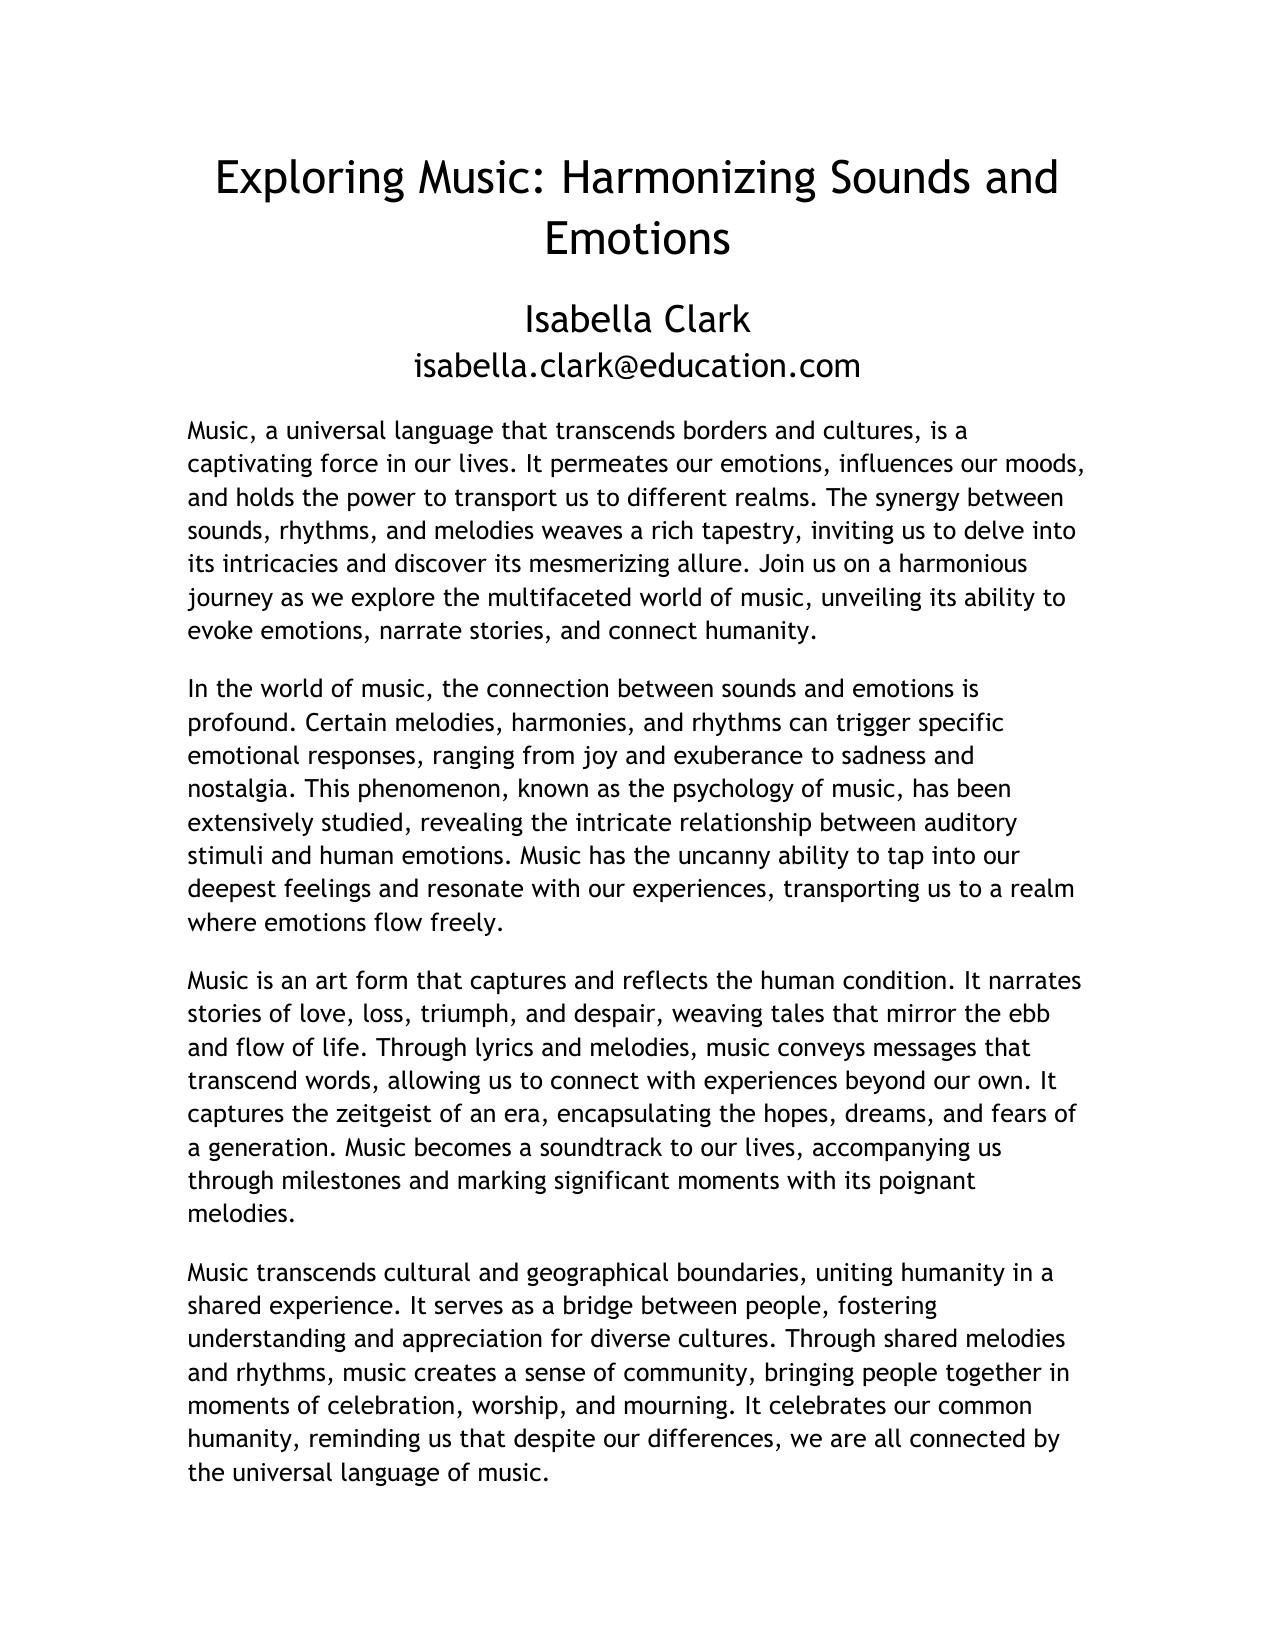 Exploring Music: Harmonizing Sounds and
Emotions
Isabella Clark
isabella.clark@education.com
Music, a universal language that transcends borders and cultures, is a
captivating force in our lives. It permeates our emotions, influences our moods,
and holds the power to transport us to different realms. The synergy between
sounds, rhythms, and melodies weaves a rich tapestry, inviting us to delve into
its intricacies and discover its mesmerizing allure. Join us on a harmonious
journey as we explore the multifaceted world of music, unveiling its ability to
evoke emotions, narrate stories, and connect humanity.
In the world of music, the connection between sounds and emotions is
profound. Certain melodies, harmonies, and rhythms can trigger specific
emotional responses, ranging from joy and exuberance to sadness and
nostalgia. This phenomenon, known as the psychology of music, has been
extensively studied, revealing the intricate relationship between auditory
stimuli and human emotions. Music has the uncanny ability to tap into our
deepest feelings and resonate with our experiences, transporting us to a realm
where emotions flow freely.
Music is an art form that captures and reflects the human condition. It narrates
stories of love, loss, triumph, and despair, weaving tales that mirror the ebb
and flow of life. Through lyrics and melodies, music conveys messages that
transcend words, allowing us to connect with experiences beyond our own. It
captures the zeitgeist of an era, encapsulating the hopes, dreams, and fears of
a generation. Music becomes a soundtrack to our lives, accompanying us
through milestones and marking significant moments with its poignant
melodies.
Music transcends cultural and geographical boundaries, uniting humanity in a
shared experience. It serves as a bridge between people, fostering
understanding and appreciation for diverse cultures. Through shared melodies
and rhythms, music creates a sense of community, bringing people together in
moments of celebration, worship, and mourning. It celebrates our common
humanity, reminding us that despite our differences, we are all connected by
the universal language of music.